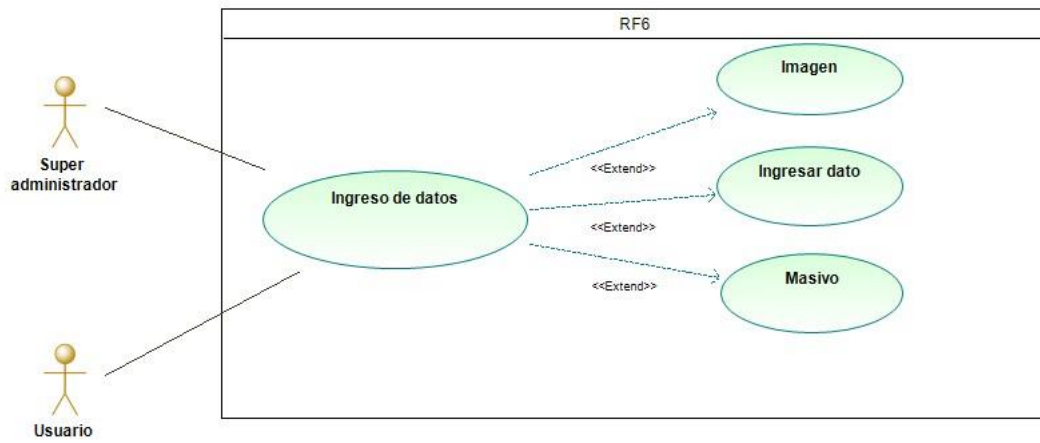 RF6
Imagen
Super
administrador
<<Extend>>
Ingresar dato
Ingreso de datos
<<Extend>>
Masivo
<<Extend>>
Usuario